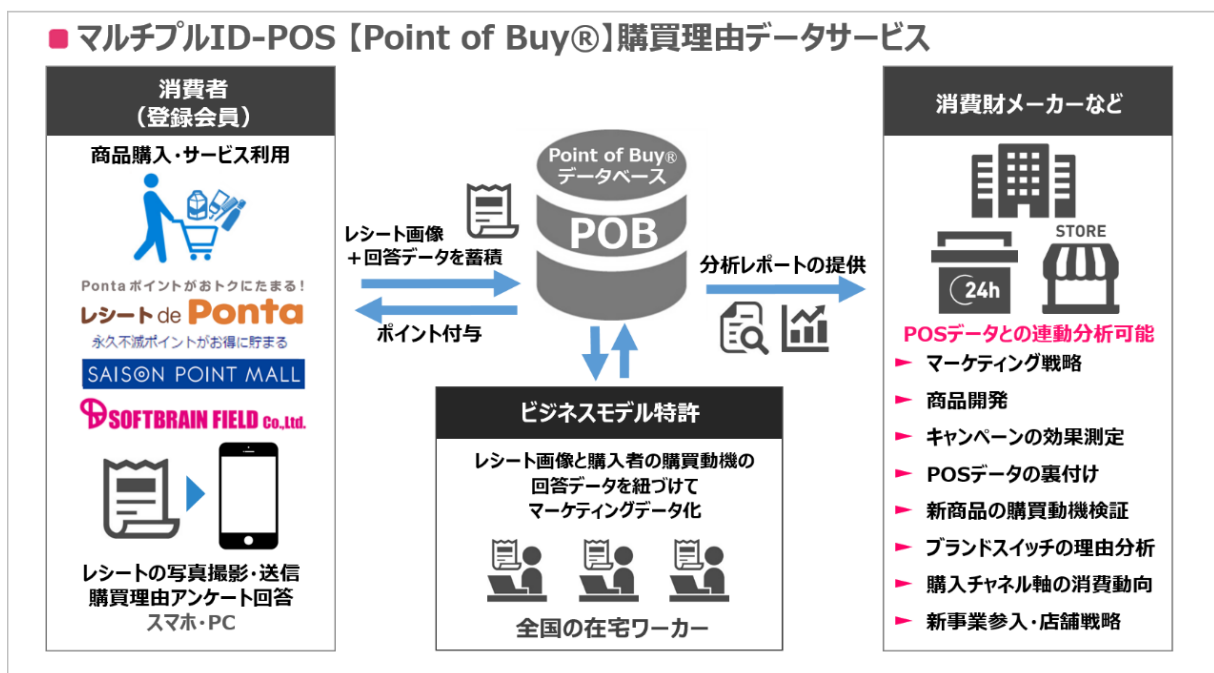 マルチプルID-POS【Point of Buy®】購買理由データサービス
消費者
（登録会員）
商品購入・サービス利用
Pontaポイントがおトクにたまる！
レシート de Ponta
永久不滅ポイントがお得に貯まる
SAISON POINT MALL
SOFTBRAIN FIELD Co.,Ltd.
レシートの写真撮影・送信
購買理由アンケート回答
スマホ・PC
レシート画像
＋回答データを蓄積
ポイント付与
Point of Buy®
データベース
POB
分析レポートの提供
ビジネスモデル特許
レシート画像と購入者の購買動機の
回答データを紐づけて
マーケティングデータ化
全国の在宅ワーカー
消費財メーカーなど
STORE
24h
POSデータとの連動分析可能
► マーケティング戦略
► 商品開発
► キャンペーンの効果測定
► POSデータの裏付け
► 新商品の購買動機検証
► ブランドスイッチの理由分析
► 購入チャネル軸の消費動向
► 新事業参入・店舗戦略